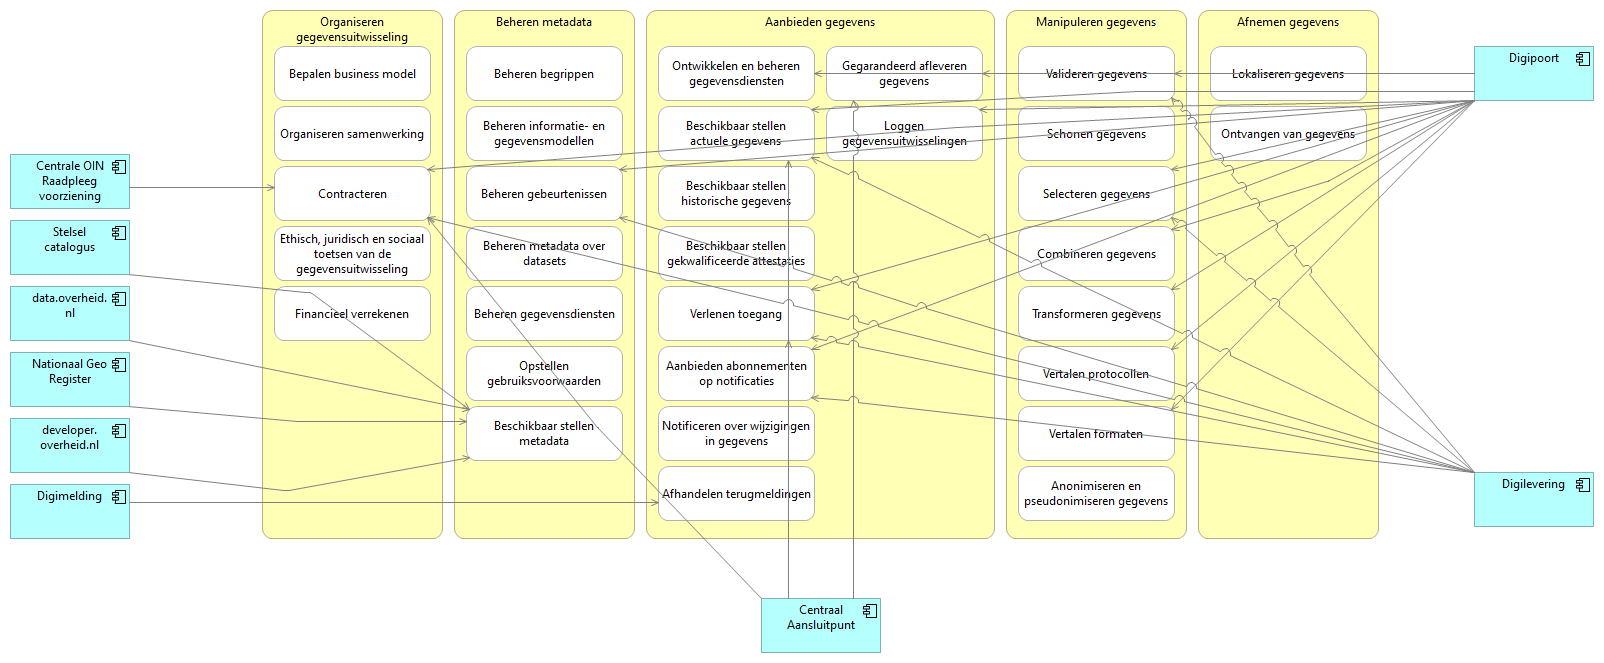 Organiseren
gegevensuitwisseling
Bepalen business model
Organiseren samenwerking
Contracteren
Ethisch, juridisch en sociaal
toetsen van de
gegevensuitwisseling
Financieel verrekenen
Beheren metadata
Beheren begrippen
Beheren informatie- en
gegevensmodellen
Beheren gebeurtenissen
Beheren metadata over
datasets
Beheren gegevensdiensten
Opstellen
gebruiksvoorwaarden
Beschikbaar stellen
metadata
Aanbieden gegevens
Ontwikkelen en beheren
gegevensdiensten
Beschikbaar stellen
actuele gegevens
Beschikbaar stellen
historische gegevens
Beschikbaar stellen
gekwalificeerde attestaties
Verlenen toegang
Aanbieden abonnementen
op notificaties
Notificeren over wijzigingen
in gegevens
Afhandelen terugmeldingen
Gegarandeerd afleveren
gegevens
Loggen
gegevensuitwisselingen
Manipuleren gegevens
Valideren gegevens
Schonen gegevens
Selecteren gegevens
Combineren gegevens
Transformeren gegevens
Vertalen protocollen
Vertalen formaten
Anonimiseren en
pseudonimiseren gegevens
Afnemen gegevens
Lokaliseren gegevens
Ontvangen van gegevens
Centrale OIN
Raadpleeg
voorziening
Stelsel
catalogus
data.overheid.
nl
Nationaal Geo
Register
developer.
overheid.nl
Digimelding
Digipoort
Digilevering
Centraal
Aansluitpunt